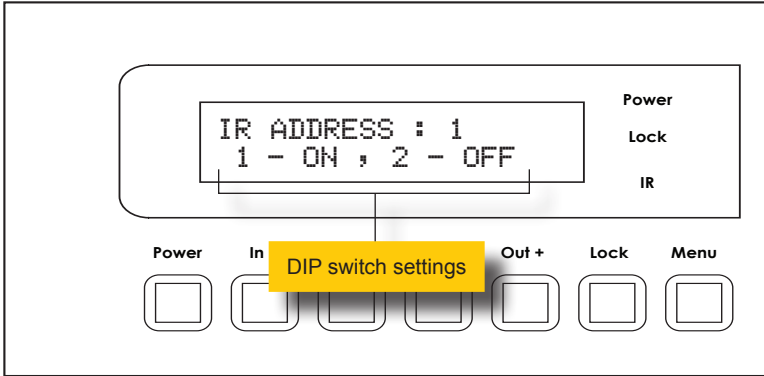 Power
IR ADDRESS : 1
Lock
1 - ON , 2 - OFF
IR
Power In Out + Lock Menu
DIP switch settings